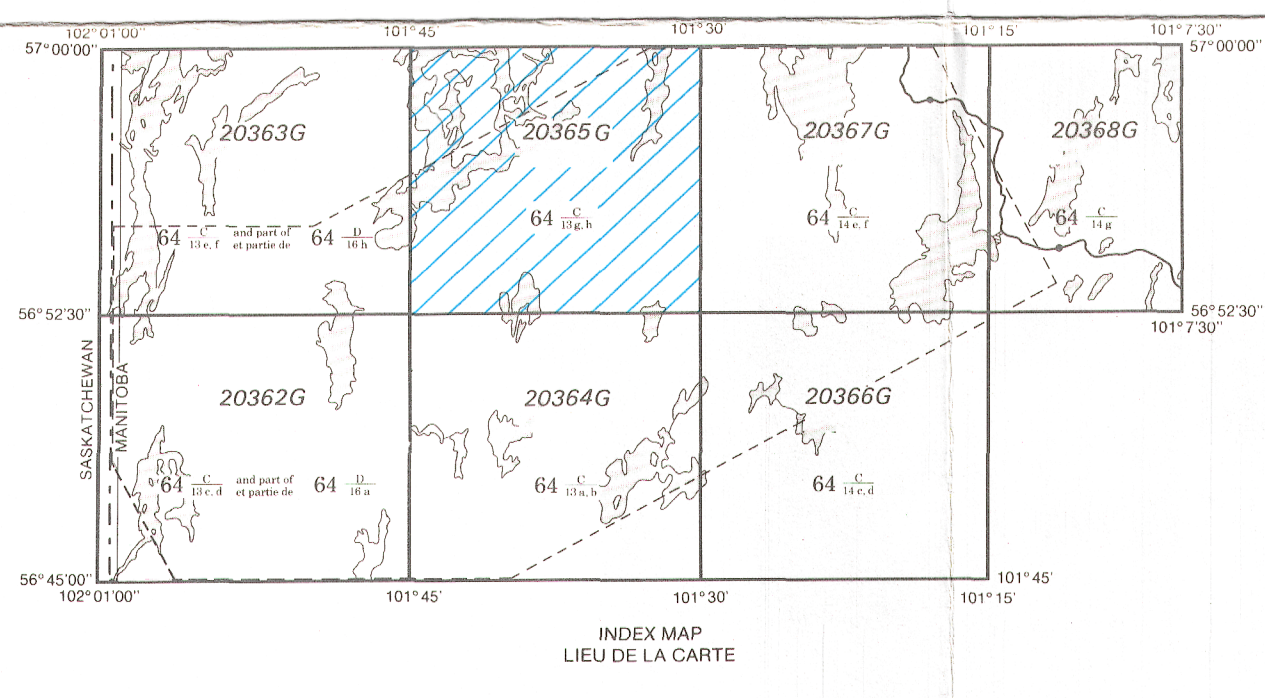 102° 01'00" 101° 45' 101° 30' 101° 15' 101° 7'30"
57° 00'00" 57° 00'00"
20363G 20365G 20367G 20368G
64 C/13 e, f and part of et partie de 64 D/16 h
64 C/13 g, h
64 C/14 e, f
64 C/14 g
56° 52'30" 56° 52'30"
101° 7'30"
SASKATCHEWAN
MANITOBA
20362G 20364G 20366G
64 C/13 c, d and part of et partie de 64 D/16 a
64 C/13 a, b
64 C/14 c, d
56° 45'00" 101° 45'
102° 01'00" 101° 45' 101° 30' 101° 15'
INDEX MAP
LIEU DE LA CARTE